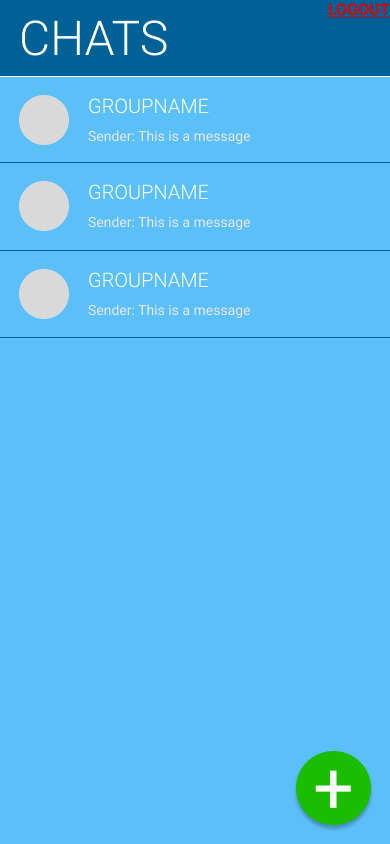 LOGOUT
CHATS
GROUPNAME
Sender: This is a message
GROUPNAME
Sender: This is a message
GROUPNAME
Sender: This is a message